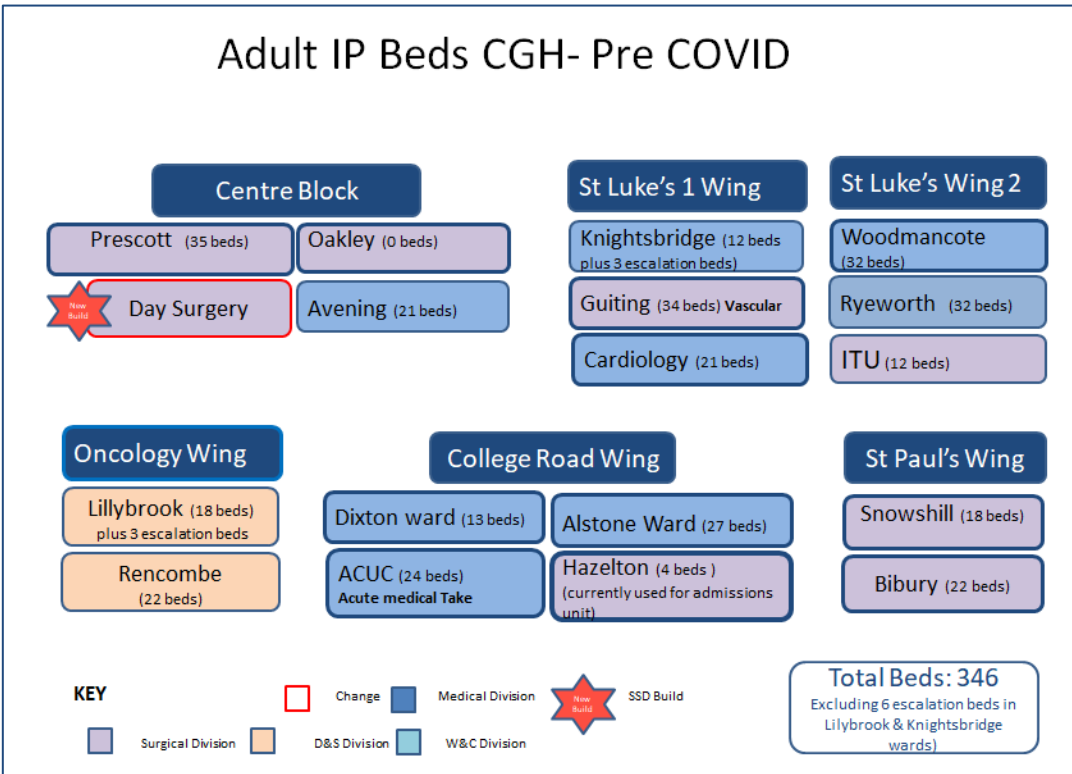 Adult IP Beds CGH- Pre COVID
Centre Block
Prescott (35 beds)
Oakley (0 beds)
New
Build
Day Surgery
Avening (21 beds)
St Luke's 1 Wing
Knightsbridge (12 beds
plus 3 escalation beds)
Guiting (34 beds) Vascular
Cardiology (21 beds)
St Luke's Wing 2
Woodmancote
(32 beds)
Ryeworth (32 beds)
ITU (12 beds)
Oncology Wing
Lillybrook (18 beds)
plus 3 escalation beds
Rencombe
(22 beds)
College Road Wing
Dixton ward (13 beds)
Alstone Ward (27 beds)
ACUC (24 beds)
Acute medical Take
Hazelton (4 beds )
(currently used for admissions
unit)
St Paul's Wing
Snowshill (18 beds)
Bibury (22 beds)
KEY
Change
Medical Division
New
Build
SSD Build
Surgical Division
D&S Division
W&C Division
Total Beds: 346
Excluding 6 escalation beds in
Lilybrook & Knightsbridge
wards)